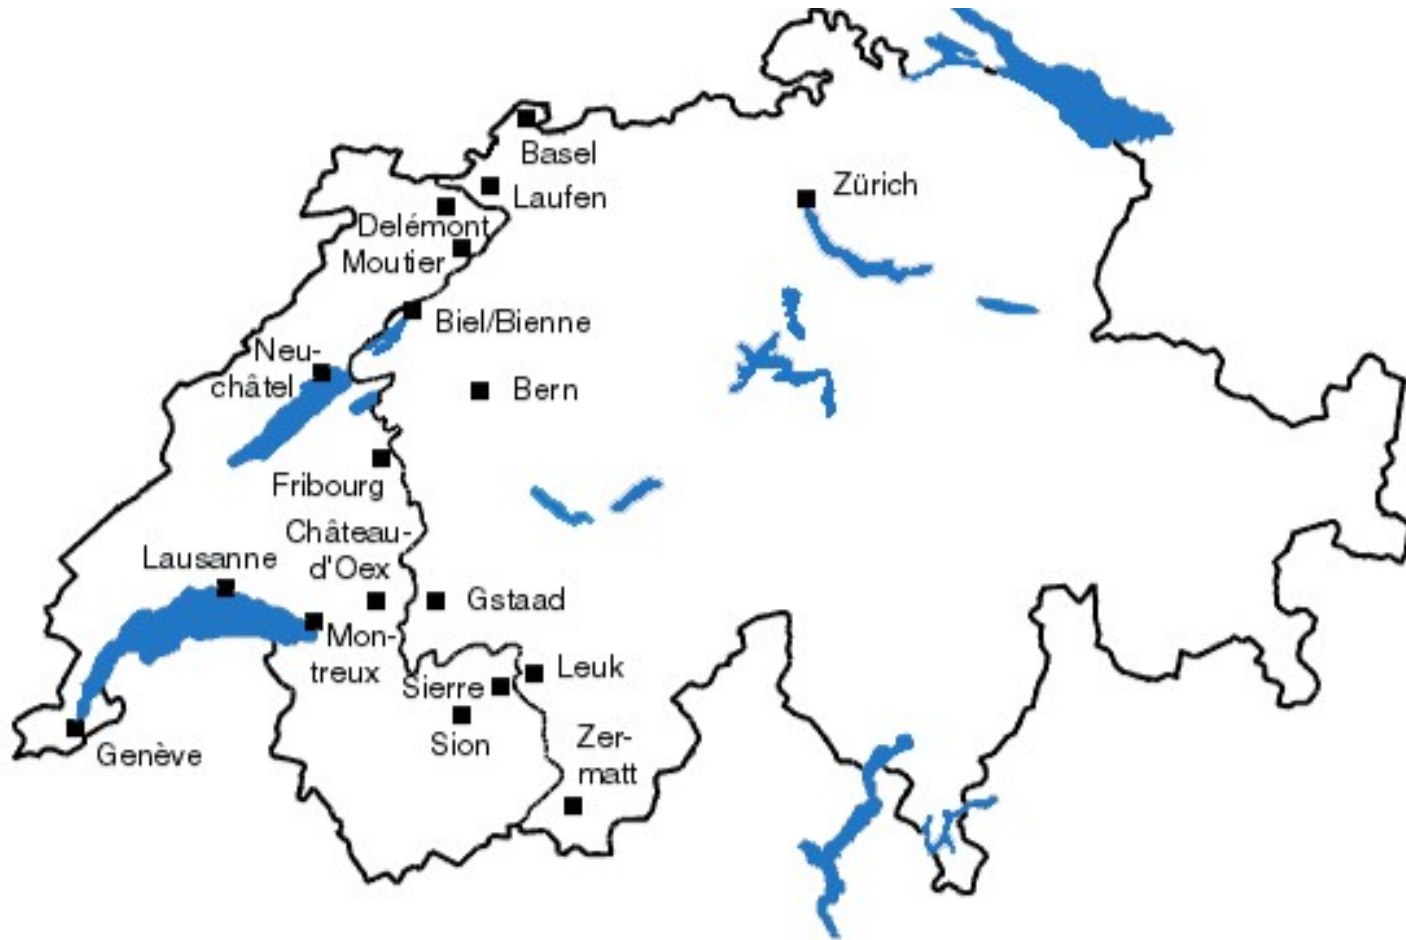 Basel
Zürich
Laufen
Delémont
Moutier
Biel/Bienne
Neu-
châtel
Bern
Fribourg
Château-
d'Oex
Lausanne
Gstaad
Mon-
treux
Leuk
Sierre
Sion
Zer-
matt
Genève